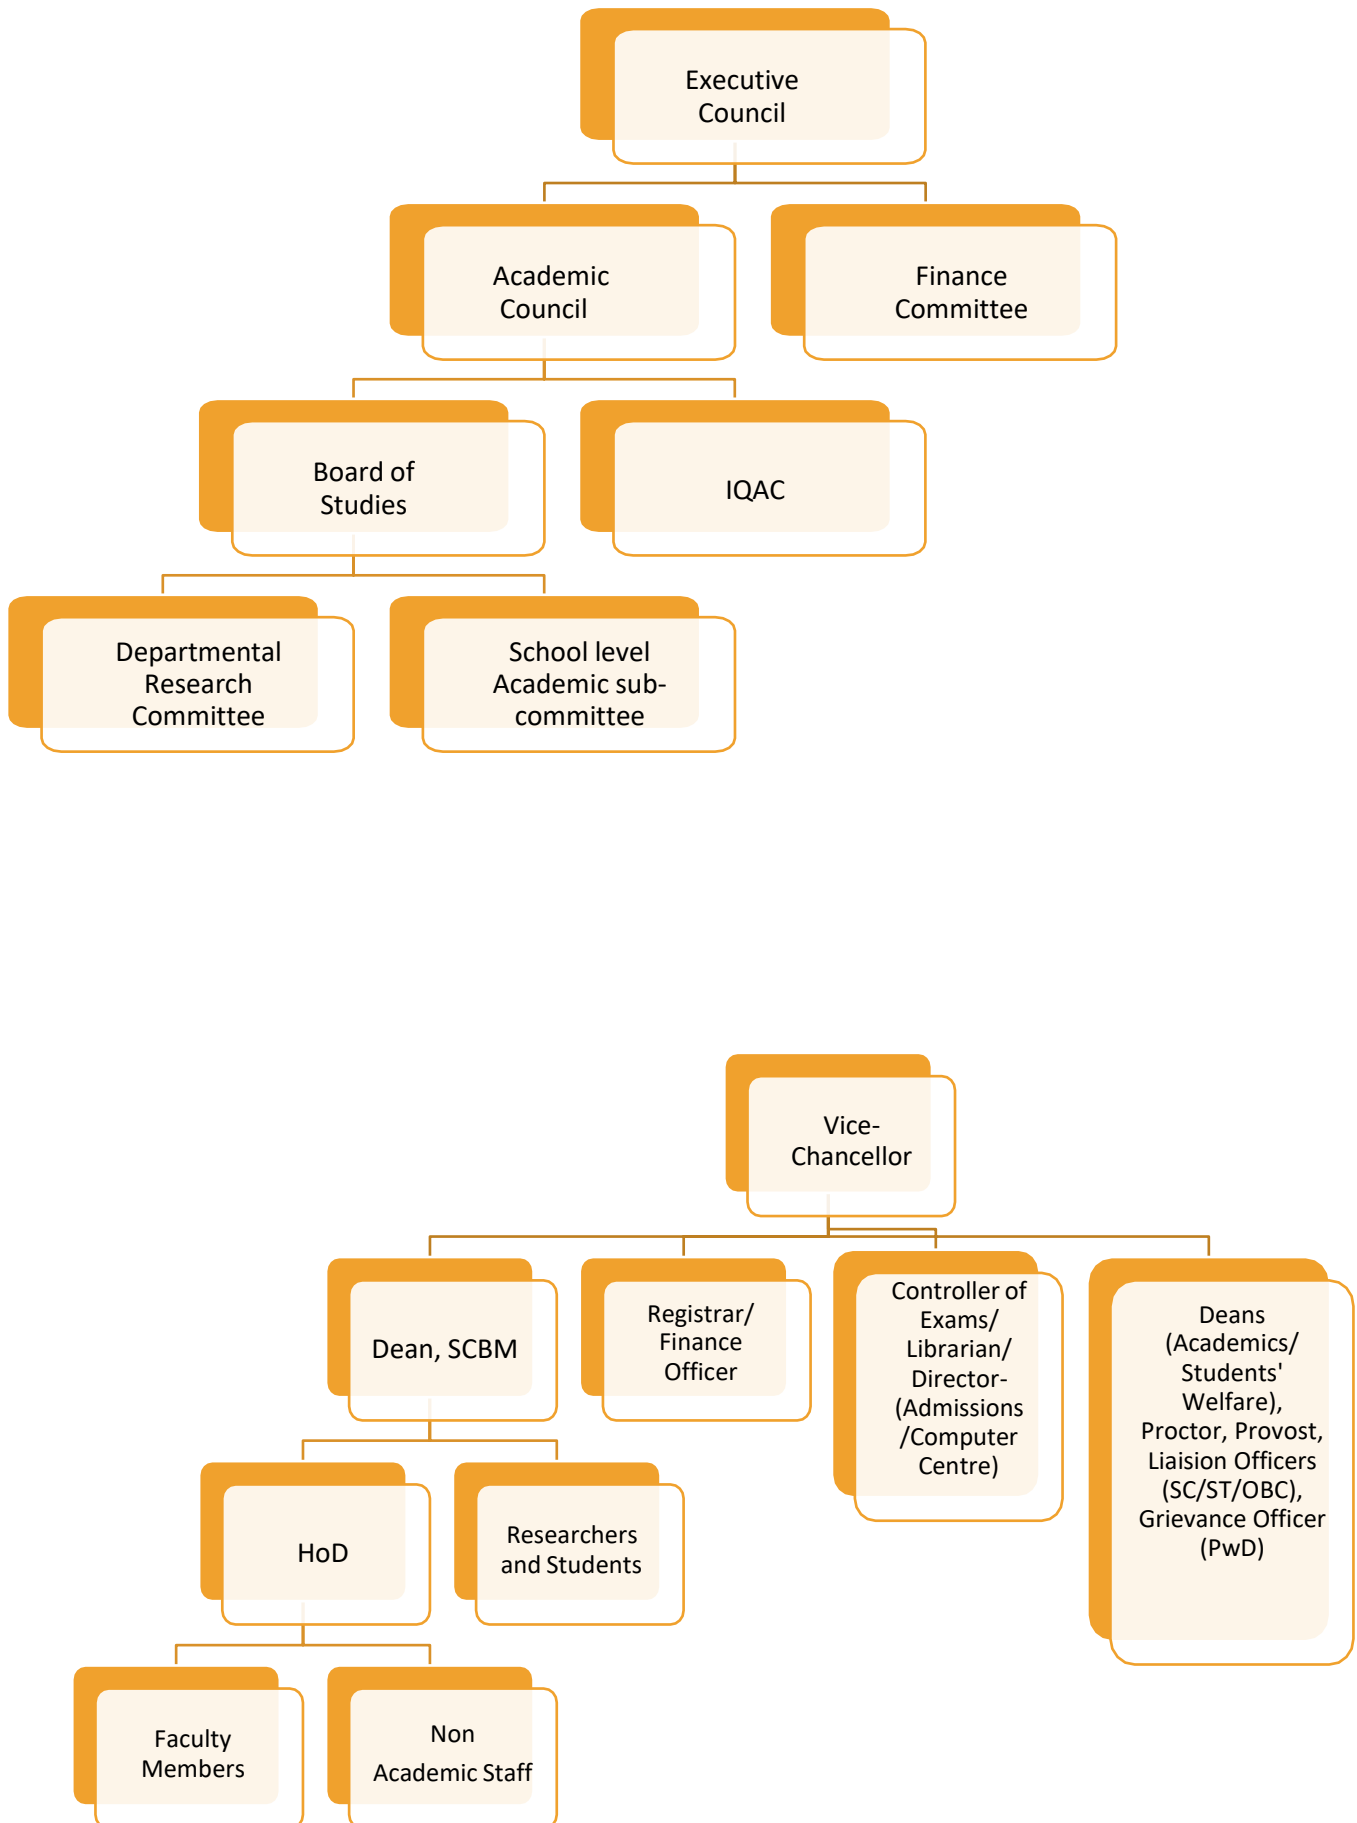 Executive
Council
Academic
Council
Finance
Committee
Board of
Studies
IQAC
Departmental
Research
Committee
School level
Academic sub-
committee
Vice-
Chancellor
Dean, SCBM
Registrar/
Finance
Officer
Controller of
Exams/
Librarian/
Director-
(Admissions
/Computer
Centre)
Deans
(Academics/
Students'
Welfare),
Proctor, Provost,
Liaision Officers
(SC/ST/OBC),
Grievance Officer
(PwD)
HoD
Researchers
and Students
Faculty
Members
Non
Academic Staff